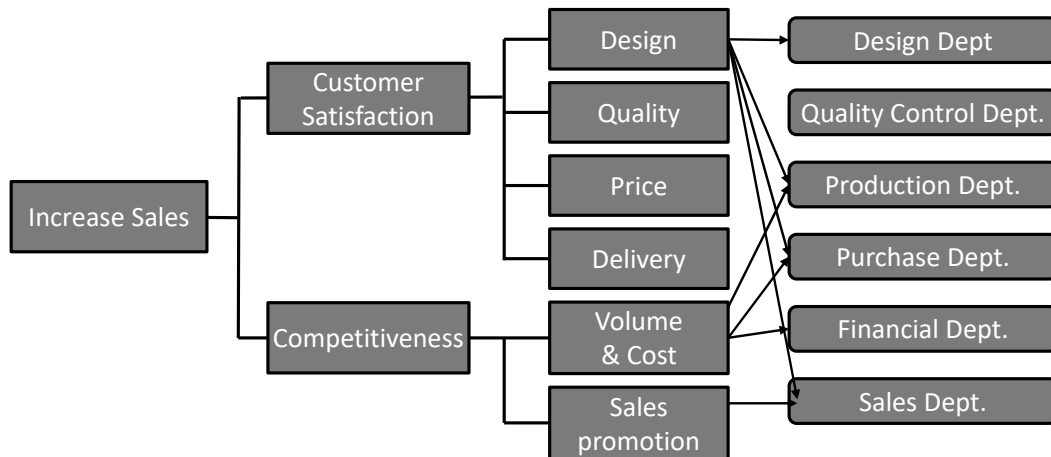 Increase Sales
Customer
Satisfaction
Competitiveness
Design
Quality
Price
Delivery
Volume
& Cost
Sales
promotion
Design Dept
Quality Control Dept.
Production Dept.
Purchase Dept.
Financial Dept.
Sales Dept.